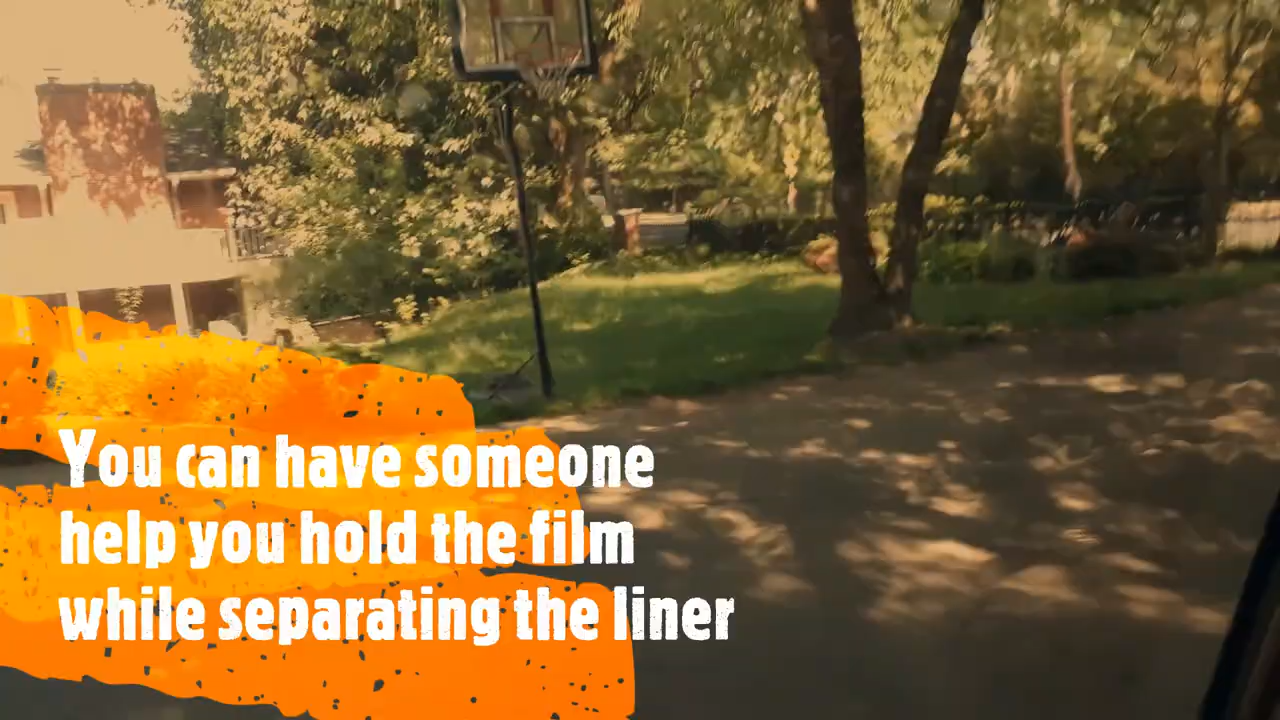 You can have someone
help you hold the film
while separating the liner